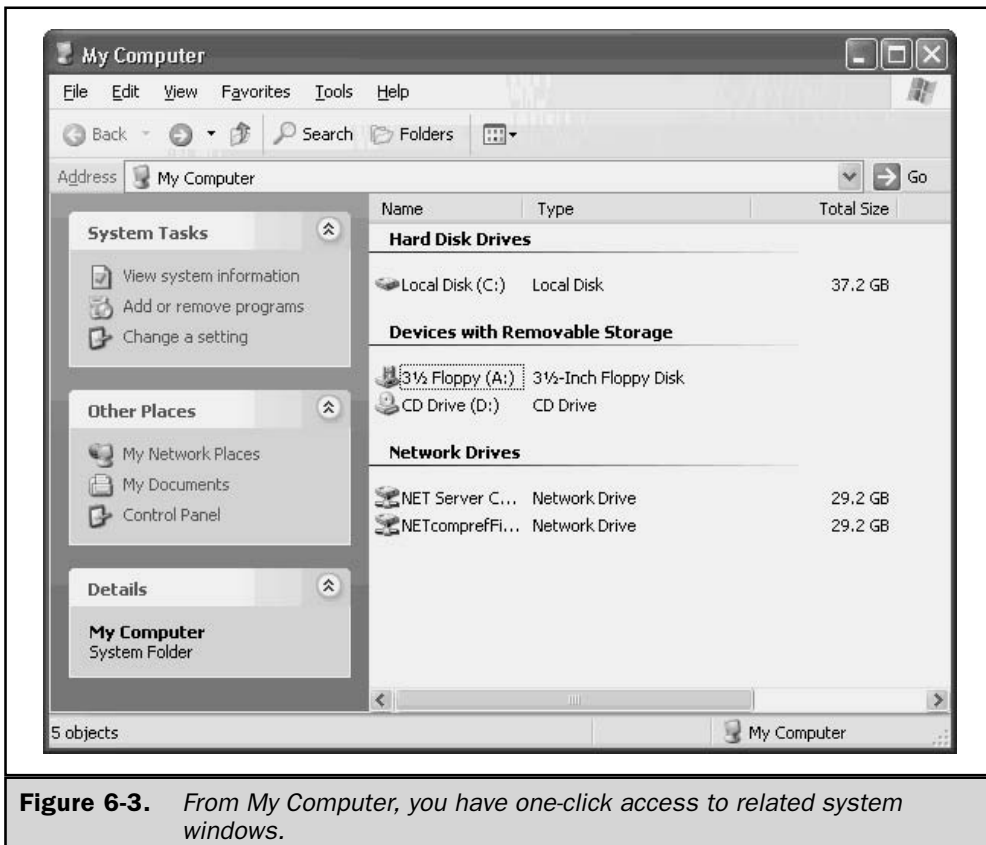 My Computer
File Edit View Favorites Tools Help
Back Search Folders
Address My Computer Go
System Tasks
View system information
Add or remove programs
Change a setting
Other Places
My Network Places
My Documents
Control Panel
Details
My Computer
System Folder
Name Type Total Size
Hard Disk Drives
Local Disk (C:) Local Disk 37.2 GB
Devices with Removable Storage
3½ Floppy (A:) 3½-Inch Floppy Disk
CD Drive (D:) CD Drive
Network Drives
NET Server C... Network Drive 29.2 GB
NETcomprefFi... Network Drive 29.2 GB
5 objects My Computer
Figure 6-3. From My Computer, you have one-click access to related system
windows.